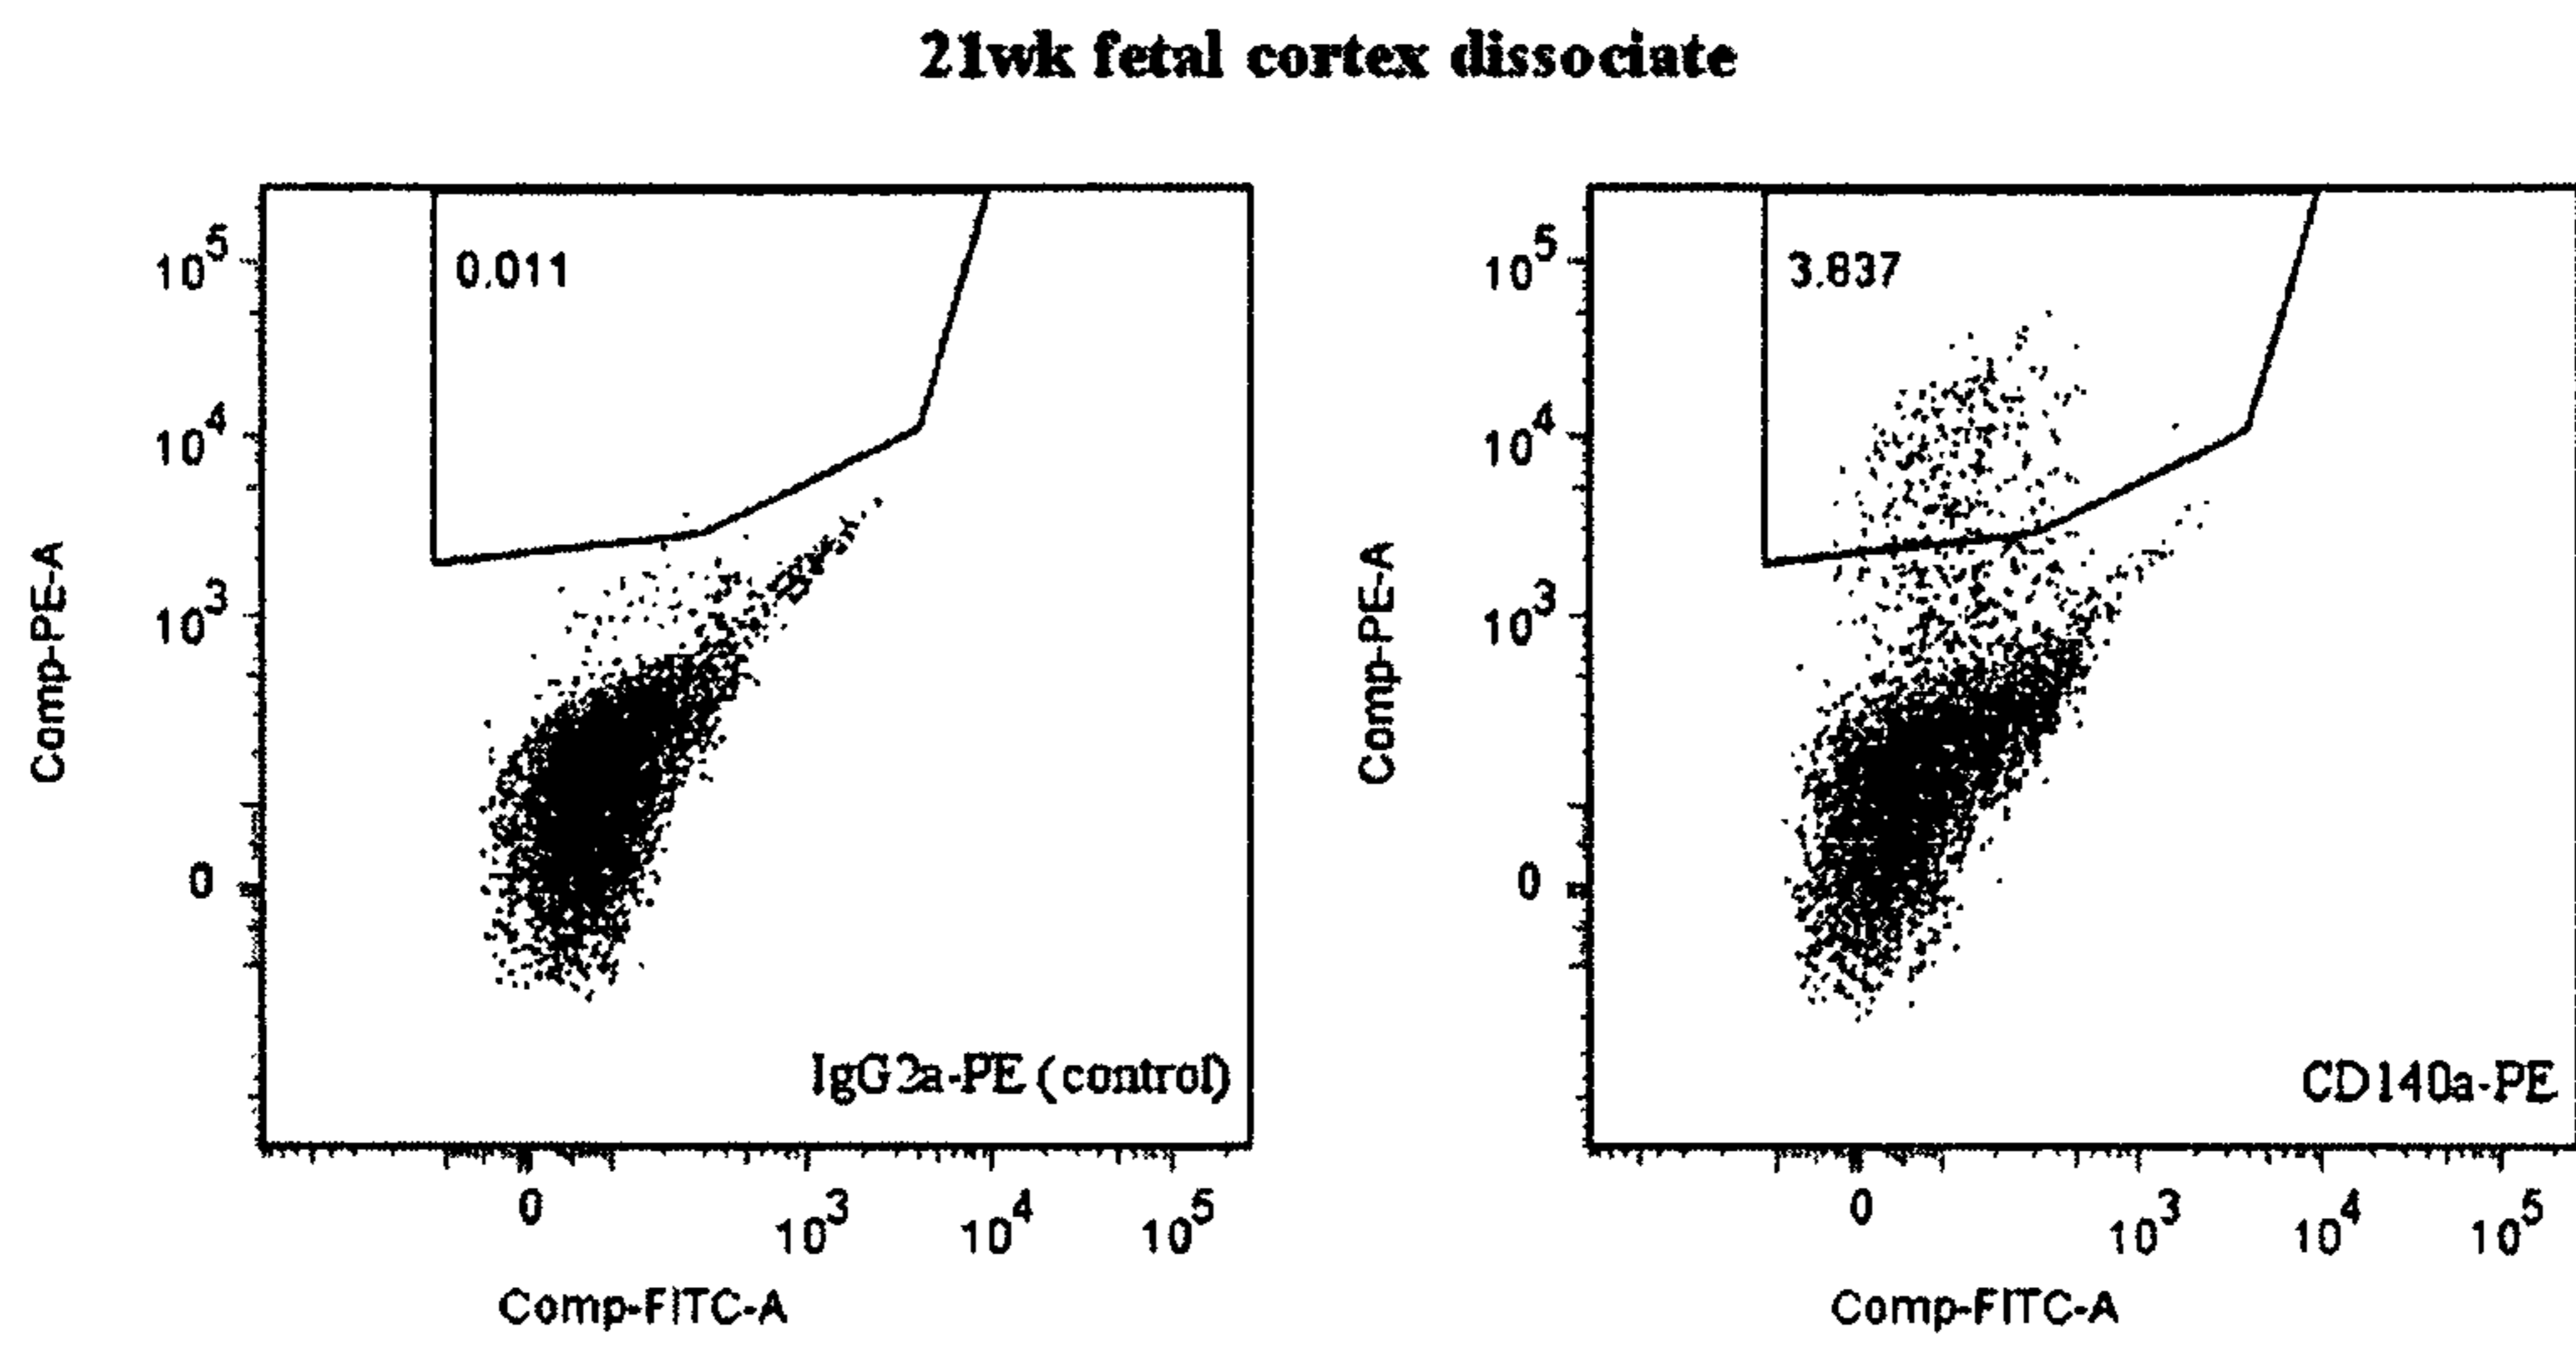 21wk fetal cortex dissociate
Comp-PE-A
10^5
10^4
10^3
0
0.011
IgG2a-PE (control)
0
10^3
10^4
10^5
Comp-FITC-A
Comp-PE-A
10^5
10^4
10^3
0
3.837
CD140a-PE
0
10^3
10^4
10^5
Comp-FITC-A